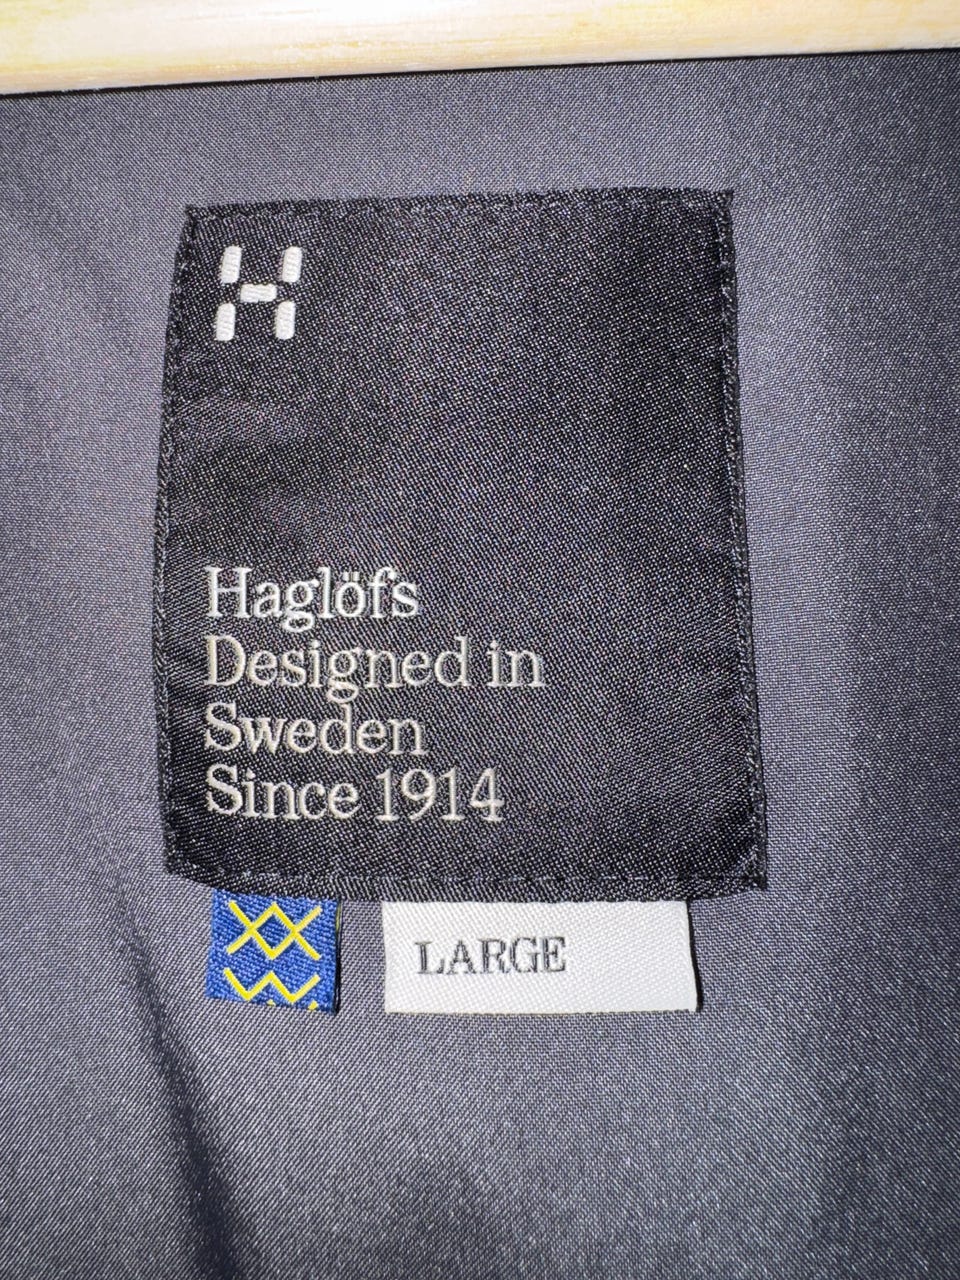 H
Haglöfs
Designed in
Sweden
Since 1914
LARGE